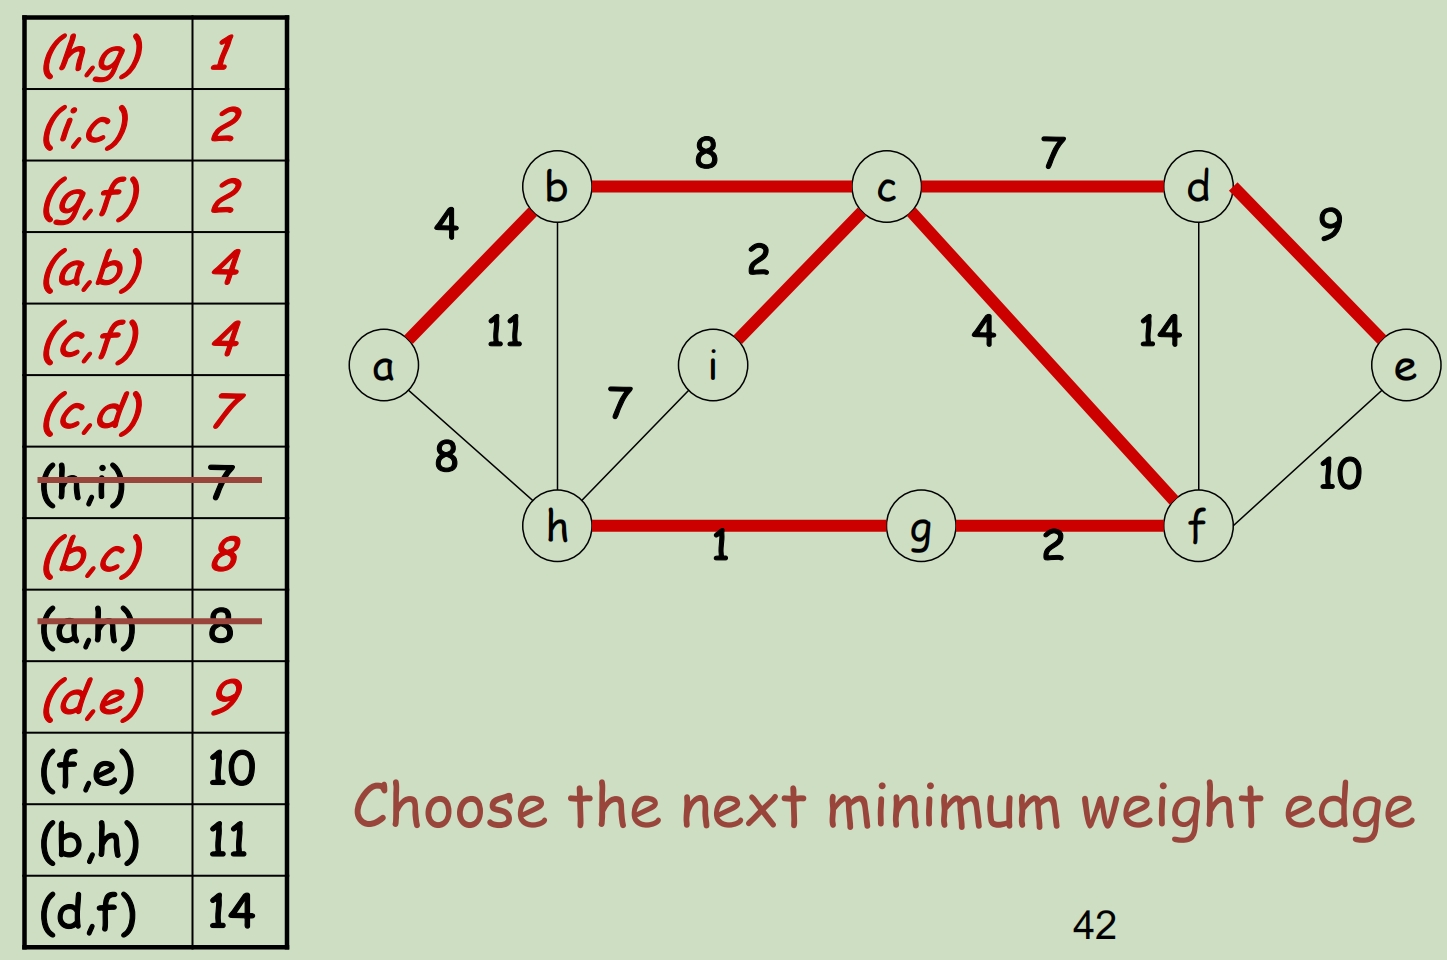 (h,g) 1
(i,c) 2
(g,f) 2
(a,b) 4
(c,f) 4
(c,d) 7
(h,i) 7
(b,c) 8
(a,h) 8
(d,e) 9
(f,e) 10
(b,h) 11
(d,f) 14
8 7
b c d
4 9
2
11 4 14
a i e
7
8 10
h g f
1 2
Choose the next minimum weight edge
42